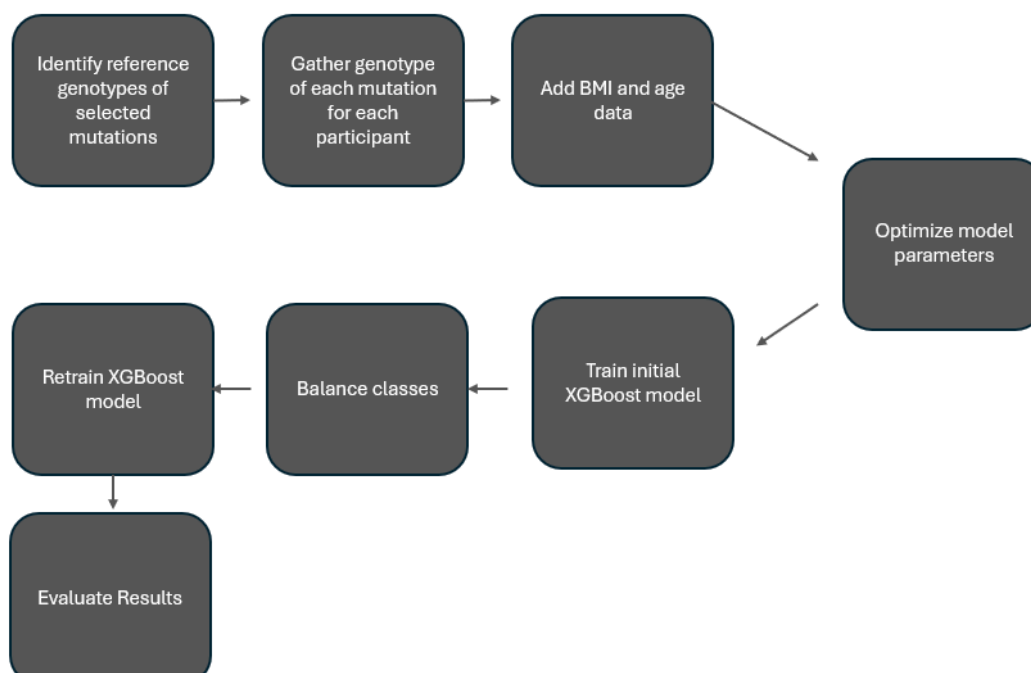 Identify reference
genotypes of
selected
mutations
Gather genotype
of each mutation
for each
participant
Add BMI and age
data
Optimize model
parameters
Train initial
XGBoost model
Balance classes
Retrain XGBoost
model
Evaluate Results